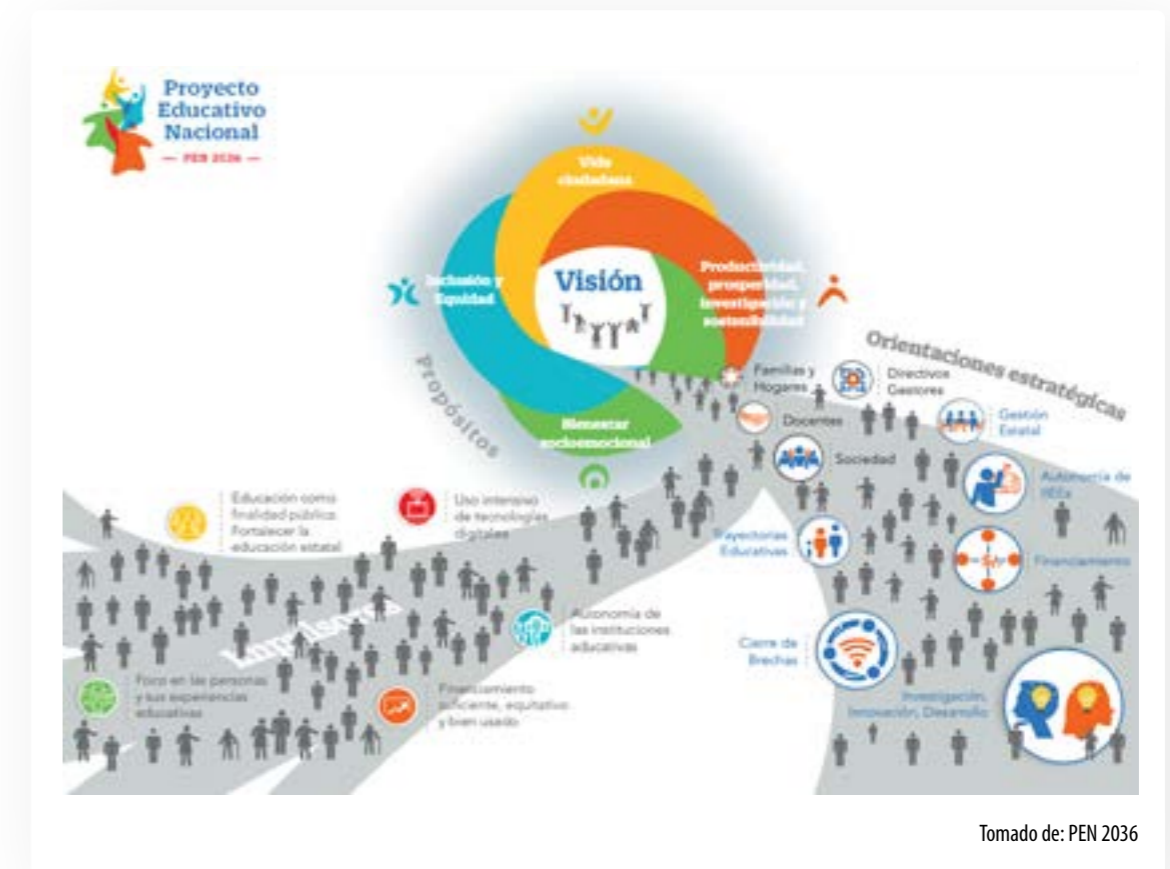 Proyecto
Educativo
Nacional
— PEN 2036 —
Vida
ciudadana
Inclusión y
Equidad
Visión
Productividad,
prosperidad,
investigación y
sostenibilidad
Bienestar
socioemocional
Propósitos
Orientaciones estratégicas
Familias y
Hogares
Directivos
Gestores
Docentes
Gestión
Estatal
Sociedad
Autonomía de
IIEEs
Trayectorias
Educativas
Financiamiento
Cierre de
Brechas
Investigación,
Innovación, Desarrollo
Educación como
finalidad pública
Fortalecer la
educación estatal
Uso intensivo
de tecnologías
digitales
Impulsores
Autonomía de
las instituciones
educativas
Foco en las personas
y sus experiencias
educativas
Financiamiento
suficiente, equitativo
y bien usado
Tomado de: PEN 2036